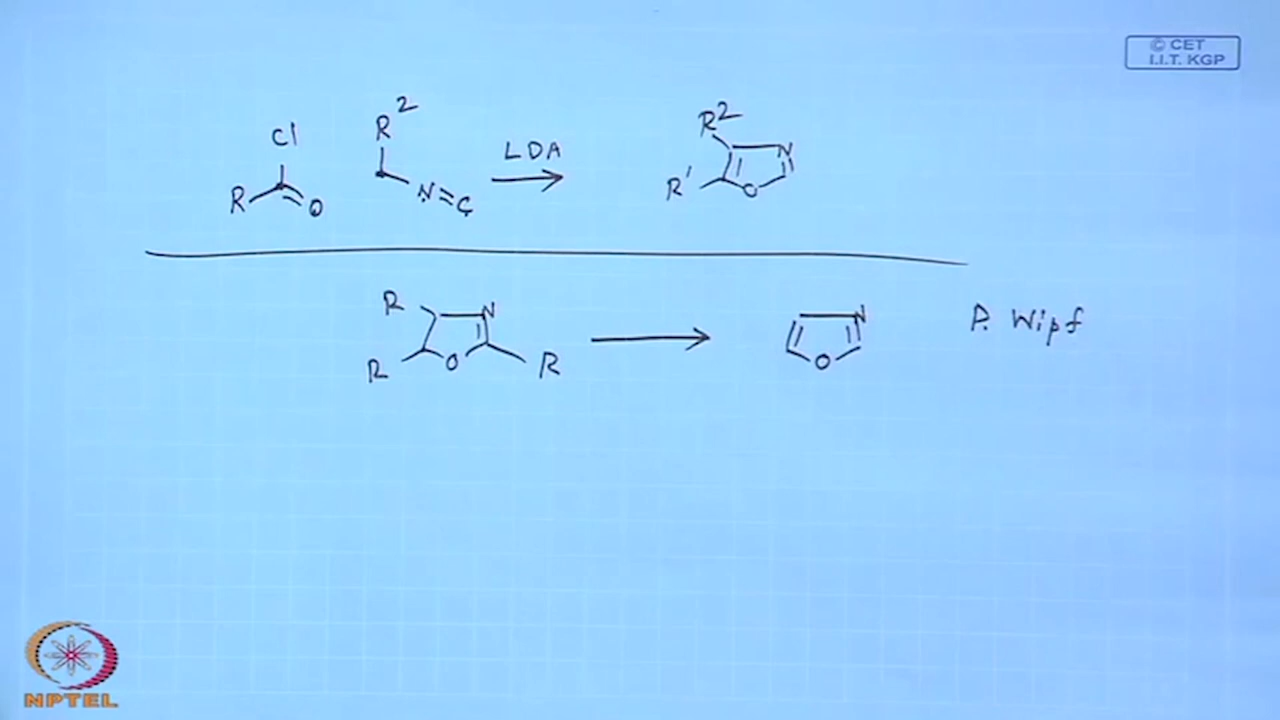 © CET
I.I.T. KGP
Cl
R
O
R²
N=C
LDA
R²
R'
N
O
R
R
N
O
R
N
O
P. Wipf
NPTEL